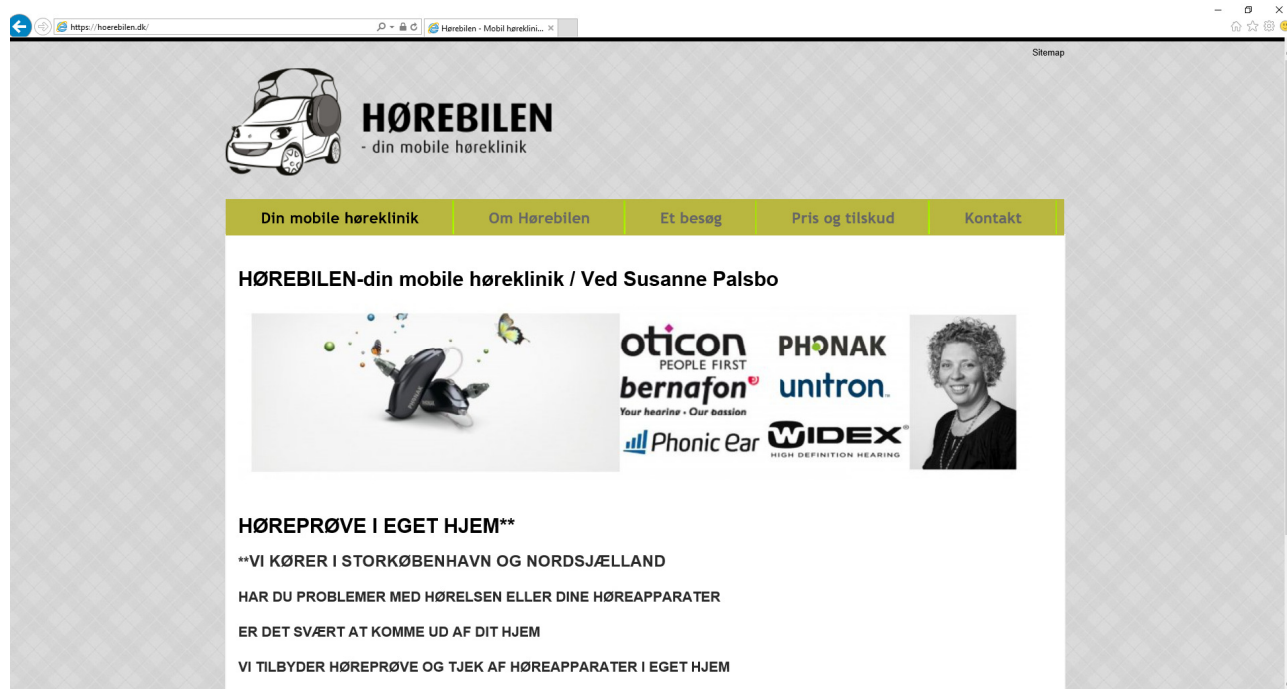 https://hoerebilen.dk/
Hørebilen - Mobil høreklini...
Sitemap
HØREBILEN
- din mobile høreklinik
Din mobile høreklinik
Om Hørebilen
Et besøg
Pris og tilskud
Kontakt
HØREBILEN-din mobile høreklinik / Ved Susanne Palsbo
oticon
PEOPLE FIRST
PHONAK
bernafon
Your hearing • Our passion
unitron
Phonic Ear
WIDEX
HIGH DEFINITION HEARING
HØREPRØVE I EGET HJEM**
**VI KØRER I STORKØBENHAVN OG NORDSJÆLLAND
HAR DU PROBLEMER MED HØRELSEN ELLER DINE HØREAPPARATER
ER DET SVÆRT AT KOMME UD AF DIT HJEM
VI TILBYDER HØREPRØVE OG TJEK AF HØREAPPARATER I EGET HJEM